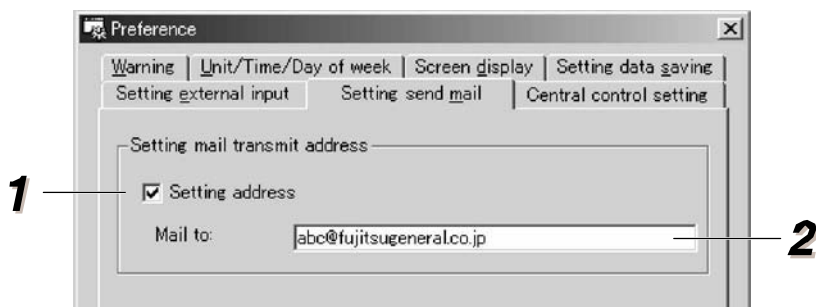 Preference
Warning Unit/Time/Day of week Screen display Setting data saving
Setting external input Setting send mail Central control setting
Setting mail transmit address
1 Setting address
Mail to: abc@fujitsugeneral.co.jp 2